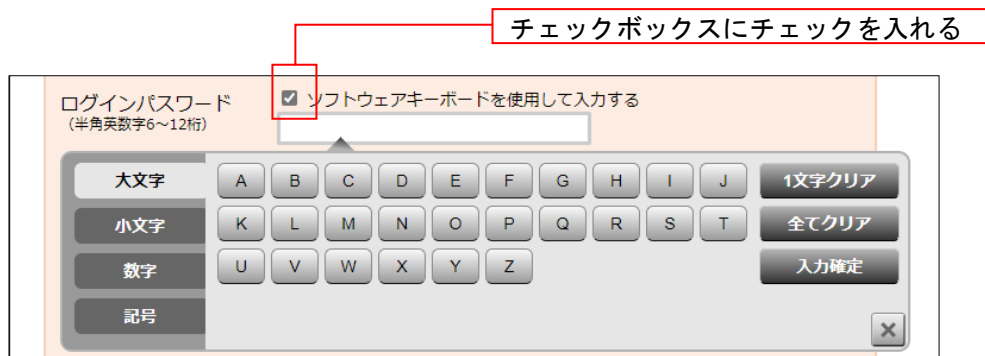 チェックボックスにチェックを入れる
ログインパスワード
(半角英数字6～12桁)
ソフトウェアキーボードを使用して入力する
大文字 A B C D E F G H I J 1文字クリア
小文字 K L M N O P Q R S T 全てクリア
数字 U V W X Y Z 入力確定
記号 ×